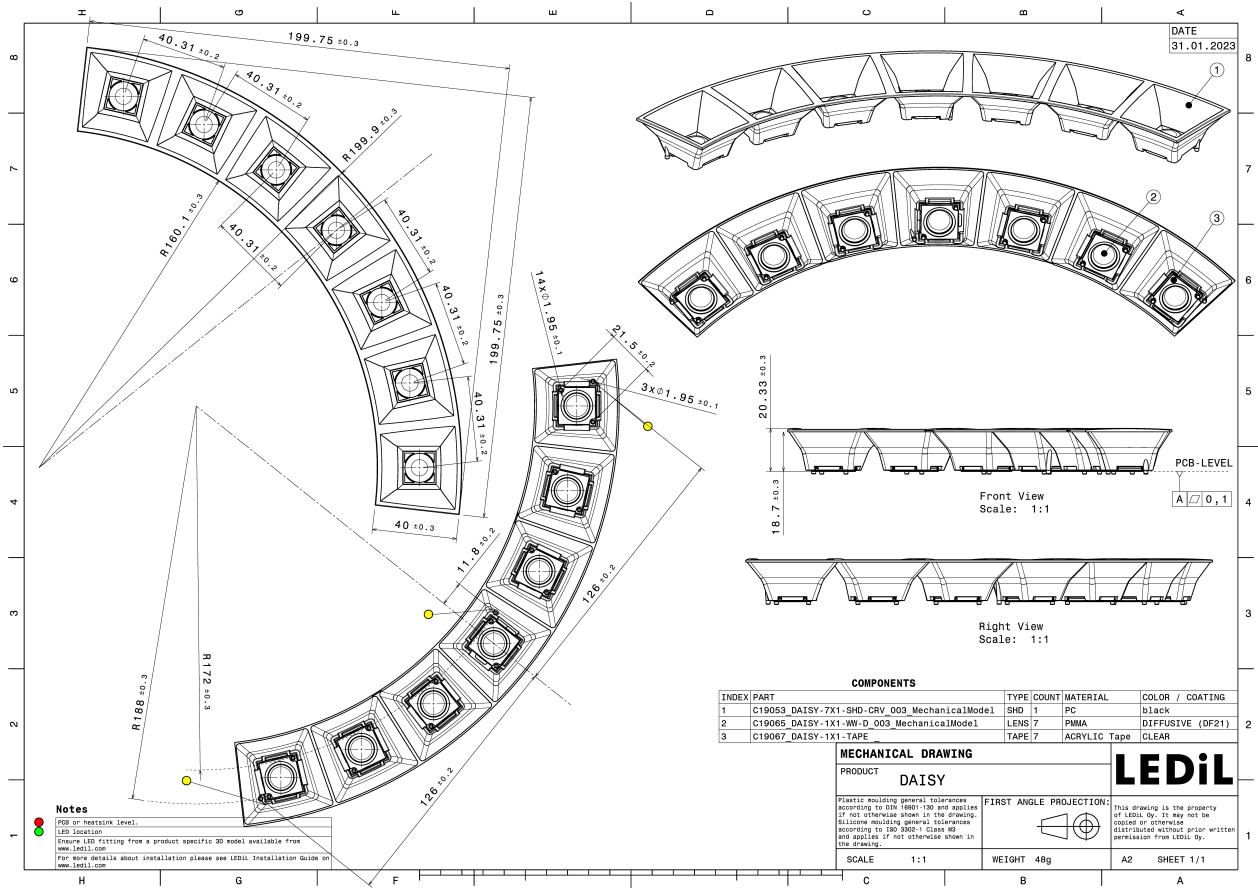 H G F E D C B A
8
DATE
31.01.2023
199.75 ±0.3
40.31 ±0.2
40.31 ±0.2
R199.9 ±0.3
R160.1 ±0.3
40.31 ±0.2
40.31 ±0.2
40.31 ±0.2
40.31 ±0.2
199.75 ±0.3
40 ±0.3
1
7
2
3
6
14x∅1.95 ±0.1
21.5 ±0.2
3x∅1.95 ±0.1
5
20.33 ±0.3
18.7 ±0.3
PCB-LEVEL
A ▱ 0,1
Front View
Scale: 1:1
4
11.8 ±0.2
126 ±0.2
126 ±0.2
R172 ±0.3
R188 ±0.3
3
Right View
Scale: 1:1
COMPONENTS
INDEX PART TYPE COUNT MATERIAL COLOR / COATING
1 C19053_DAISY-7X1-SHD-CRV_003_MechanicalModel SHD 1 PC black
2 C19065_DAISY-1X1-WW-D_003_MechanicalModel LENS 7 PMMA DIFFUSIVE (DF21)
3 C19067_DAISY-1X1-TAPE _ TAPE 7 ACRYLIC Tape CLEAR
2
MECHANICAL DRAWING
PRODUCT
DAISY
LEDiL
Plastic moulding general tolerances
according to DIN 16901-130 and applies
if not otherwise shown in the drawing.
Silicone moulding general tolerances
according to ISO 3302-1 Class M3
and applies if not otherwise shown in
the drawing.
FIRST ANGLE PROJECTION:
This drawing is the property
of LEDiL Oy. It may not be
copied or otherwise
distributed without prior written
permission from LEDiL Oy.
SCALE 1:1
WEIGHT 48g
A2 SHEET 1/1
Notes
PCB or heatsink level.
LED location
Ensure LED fitting from a product specific 3D model available from
www.ledil.com
For more details about installation please see LEDiL Installation Guide on
www.ledil.com
1
H G F E D C B A